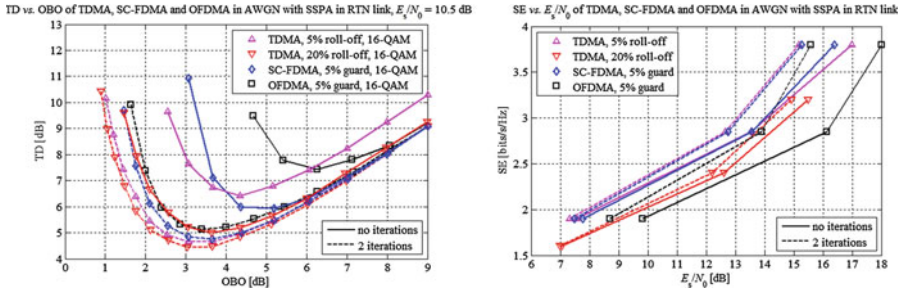 TD vs. OBO of TDMA, SC-FDMA and OFDMA in AWGN with SSPA in RTN link, Es/N0 = 10.5 dB
13
12
11
10
9
8
7
6
5
4
TD [dB]
0 1 2 3 4 5 6 7 8 9
OBO [dB]
TDMA, 5% roll-off, 16-QAM
TDMA, 20% roll-off, 16-QAM
SC-FDMA, 5% guard, 16-QAM
OFDMA, 5% guard, 16-QAM
no iterations
2 iterations
SE vs. Es/N0 of TDMA, SC-FDMA and OFDMA in AWGN with SSPA in RTN link
4
3.5
3
2.5
2
1.5
SE [bits/s/Hz]
6 7 8 9 10 11 12 13 14 15 16 17 18
Es/N0 [dB]
TDMA, 5% roll-off
TDMA, 20% roll-off
SC-FDMA, 5% guard
OFDMA, 5% guard
no iterations
2 iterations